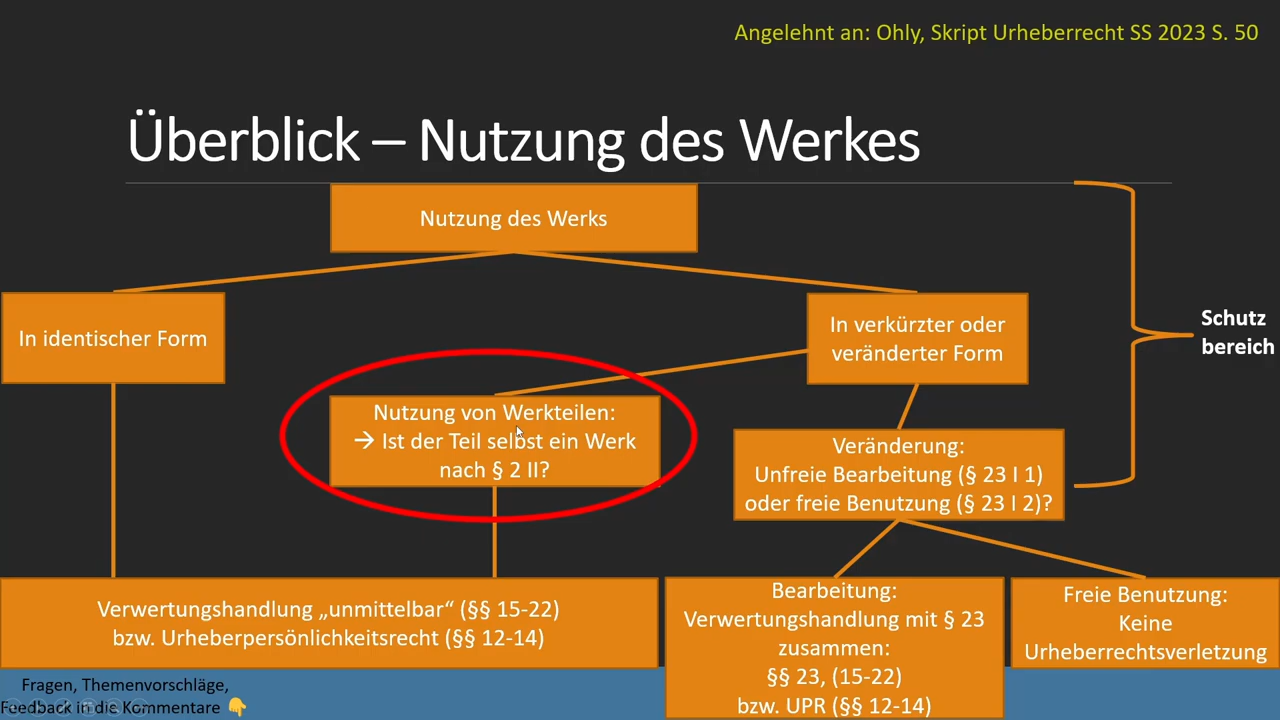 Angelehnt an: Ohly, Skript Urheberrecht SS 2023 S. 50
Überblick – Nutzung des Werkes
Nutzung des Werks
In identischer Form
In verkürzter oder
veränderter Form
Schutz
bereich
Nutzung von Werkteilen:
→ Ist der Teil selbst ein Werk
nach § 2 II?
Veränderung:
Unfreie Bearbeitung (§ 23 I 1)
oder freie Benutzung (§ 23 I 2)?
Verwertungshandlung „unmittelbar“ (§§ 15-22)
bzw. Urheberpersönlichkeitsrecht (§§ 12-14)
Bearbeitung:
Verwertungshandlung mit § 23
zusammen:
§§ 23, (15-22)
bzw. UPR (§§ 12-14)
Freie Benutzung:
Keine
Urheberrechtsverletzung
Fragen, Themenvorschläge,
Feedback in die Kommentare 👇